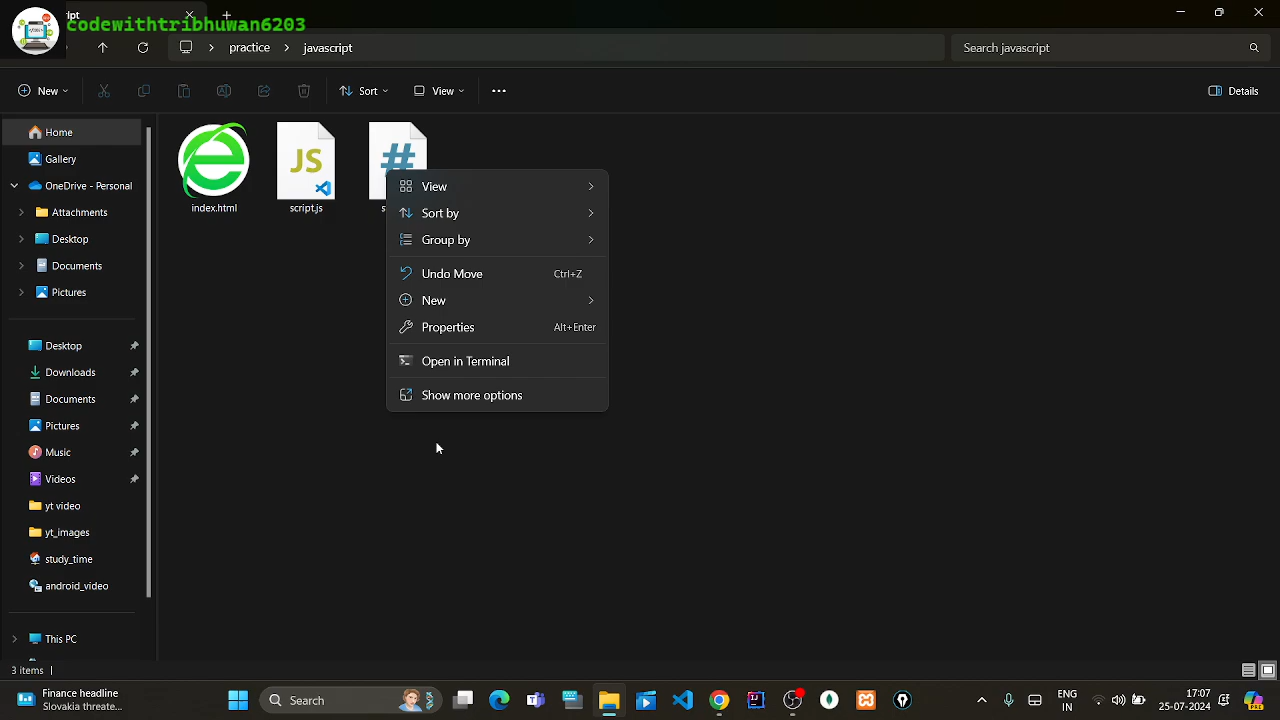 ipt
codewithtribhuwan6203
practice
javascript
Search javascript
New
Sort
View
Details
Home
Gallery
OneDrive - Personal
Attachments
Desktop
Documents
Pictures
Desktop
Downloads
Documents
Pictures
Music
Videos
yt video
yt_images
study_time
android_video
This PC
JS
#
index.html
script.js
s
View
Sort by
Group by
Undo Move Ctrl+Z
New
Properties Alt+Enter
Open in Terminal
Show more options
3 items
Finance headline
Slovakia threate...
Search
ENG
IN
17:07
25-07-2024